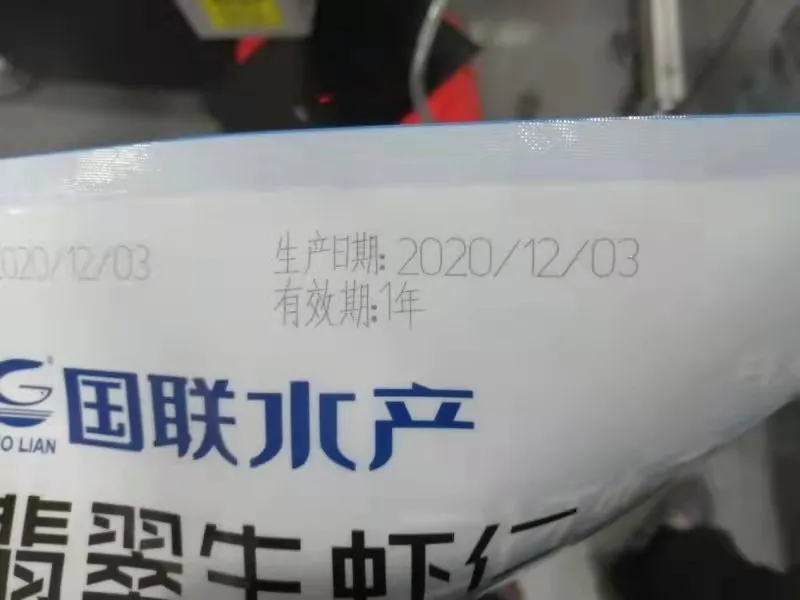 2020/12/03
生产日期:2020/12/03
有效期:1年
国联水产
O LIAN
翡翠生虾仁